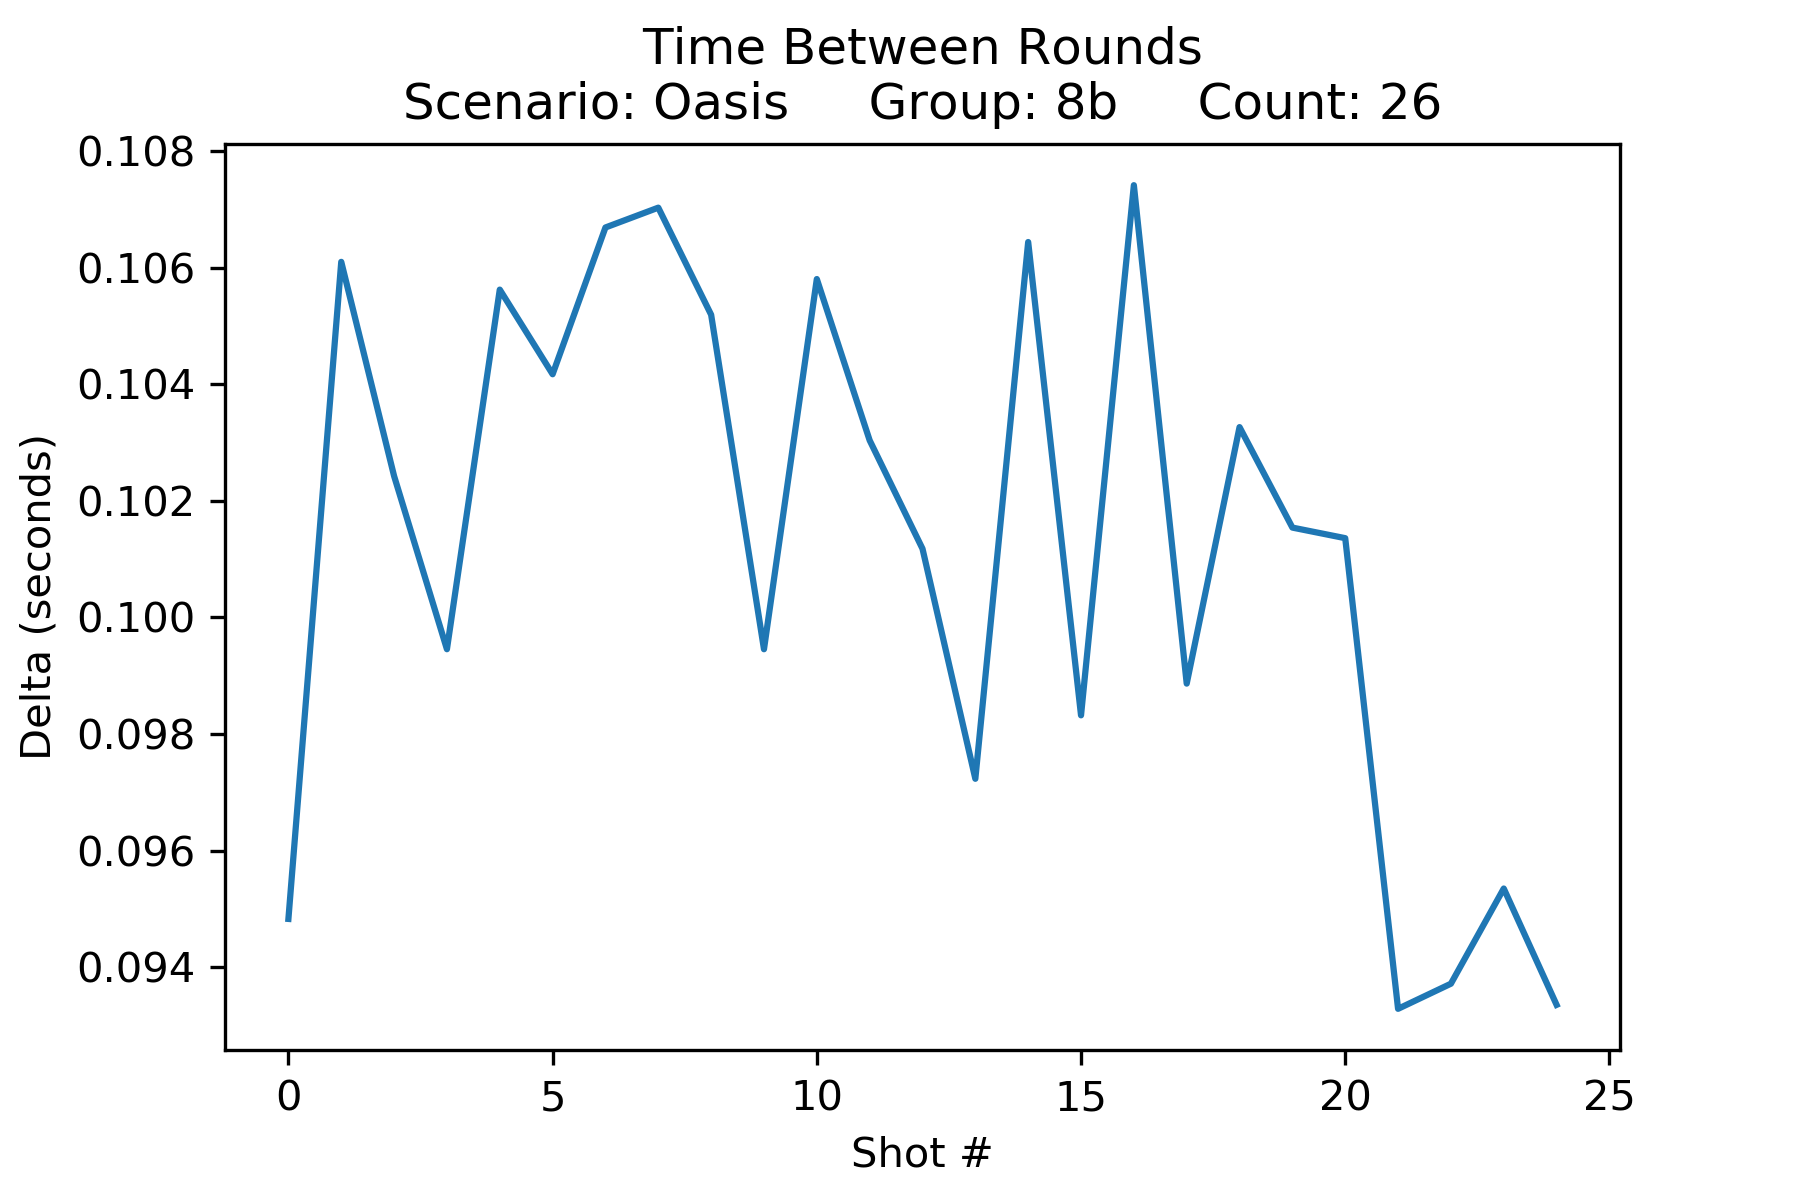 Time Between Rounds
Scenario: Oasis Group: 8b Count: 26
0.108
0.106
0.104
0.102
0.100
0.098
0.096
0.094
Delta (seconds)
0 5 10 15 20 25
Shot #